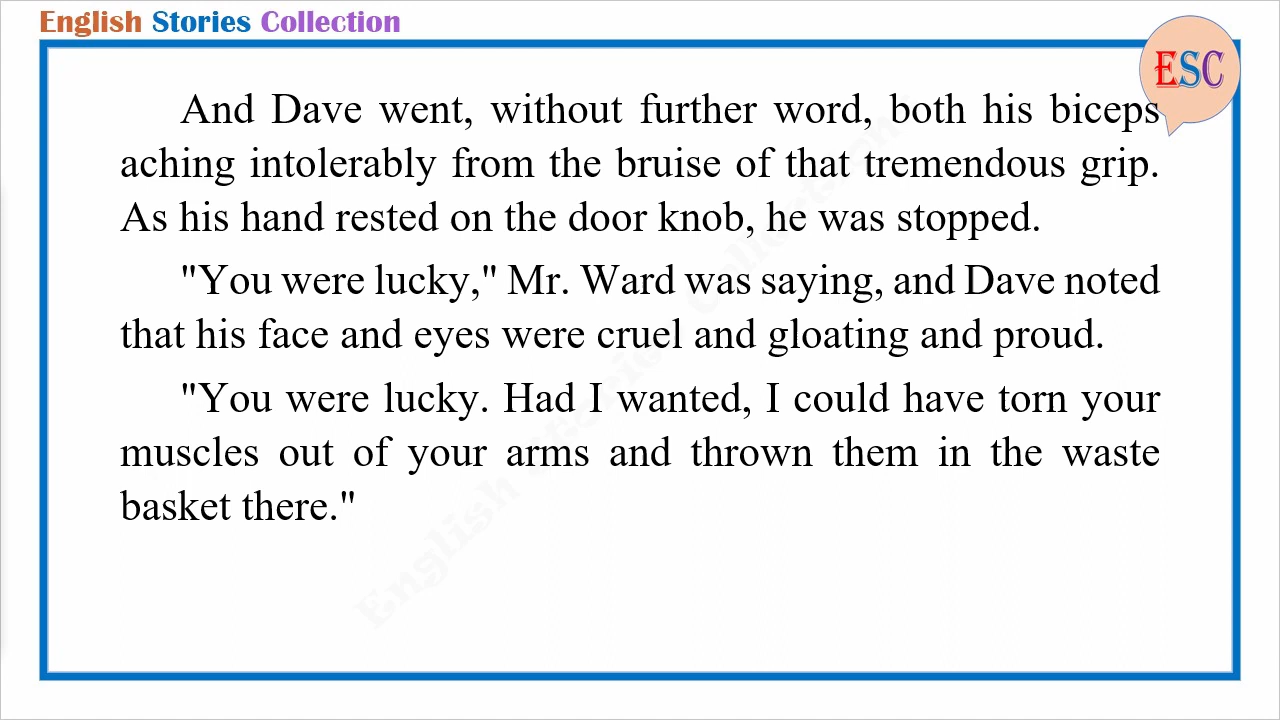 English Stories Collection
ESC
And Dave went, without further word, both his biceps
aching intolerably from the bruise of that tremendous grip.
As his hand rested on the door knob, he was stopped.
"You were lucky," Mr. Ward was saying, and Dave noted
that his face and eyes were cruel and gloating and proud.
"You were lucky. Had I wanted, I could have torn your
muscles out of your arms and thrown them in the waste
basket there."
English Stories Collection